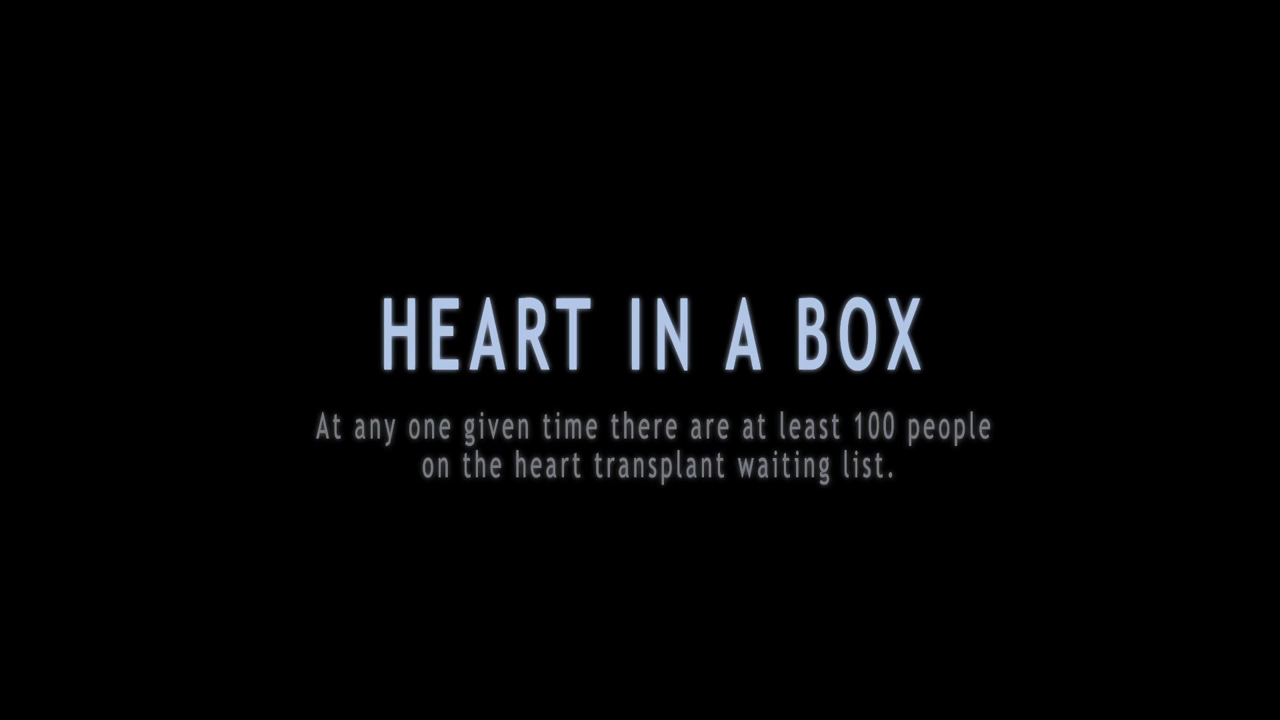 HEART IN A BOX
At any one given time there are at least 100 people
on the heart transplant waiting list.